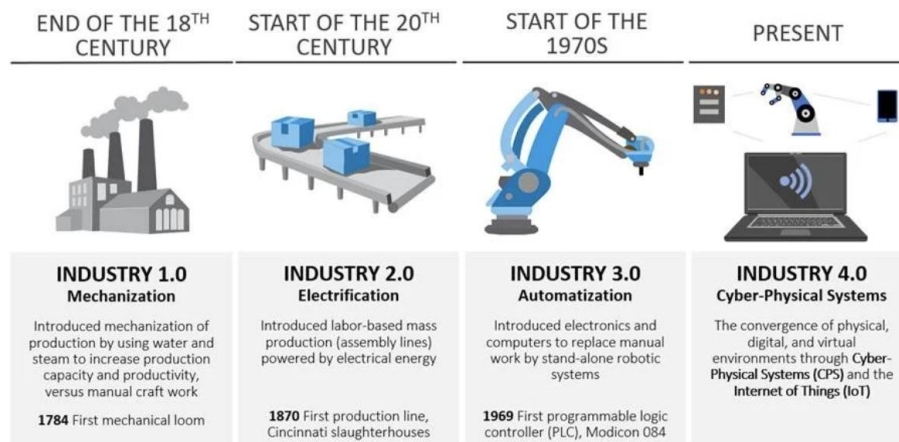 END OF THE 18TH
CENTURY
START OF THE 20TH
CENTURY
START OF THE
1970S
PRESENT
INDUSTRY 1.0
Mechanization
Introduced mechanization of
production by using water and
steam to increase production
capacity and productivity,
versus manual craft work
1784 First mechanical loom
INDUSTRY 2.0
Electrification
Introduced labor-based mass
production (assembly lines)
powered by electrical energy
1870 First production line,
Cincinnati slaughterhouses
INDUSTRY 3.0
Automatization
Introduced electronics and
computers to replace manual
work by stand-alone robotic
systems
1969 First programmable logic
controller (PLC), Modicon 084
INDUSTRY 4.0
Cyber-Physical Systems
The convergence of physical,
digital, and virtual
environments through Cyber-
Physical Systems (CPS) and the
Internet of Things (IoT)